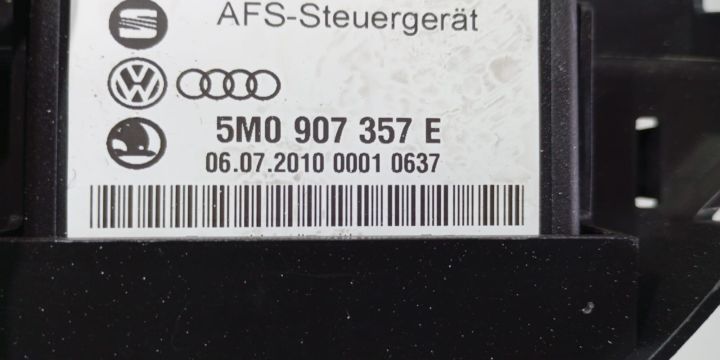 AFS-Steuergerät
5M0 907 357 E
06.07.2010 0001 0637